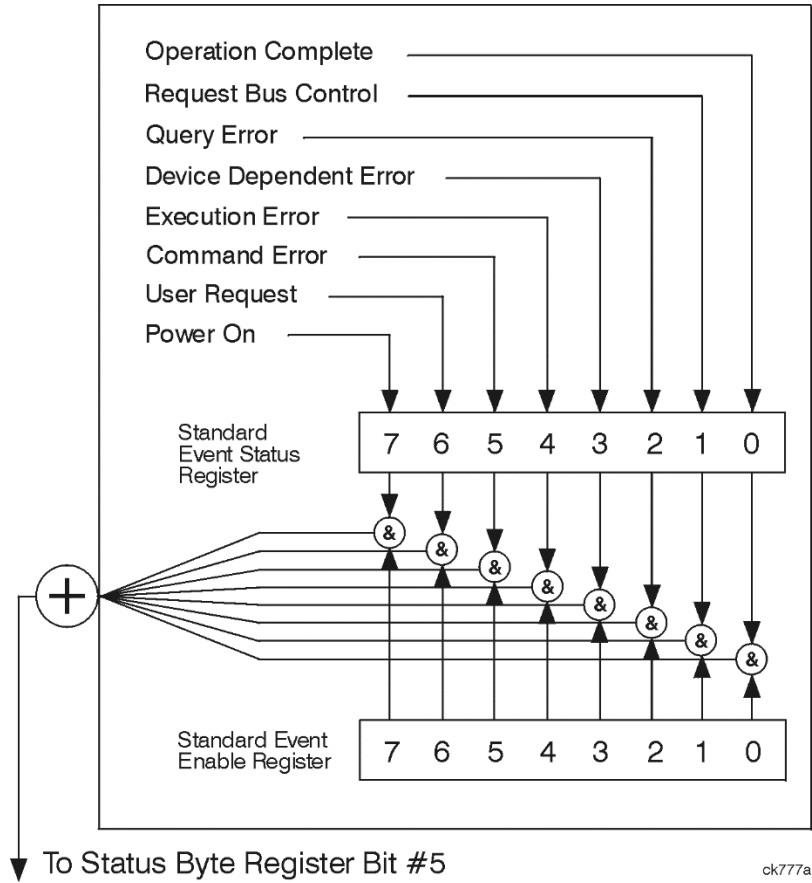 Operation Complete
Request Bus Control
Query Error
Device Dependent Error
Execution Error
Command Error
User Request
Power On
Standard
Event Status
Register
7 6 5 4 3 2 1 0
&
&
&
&
&
&
&
&
+
Standard Event
Enable Register
7 6 5 4 3 2 1 0
To Status Byte Register Bit #5
ck777a